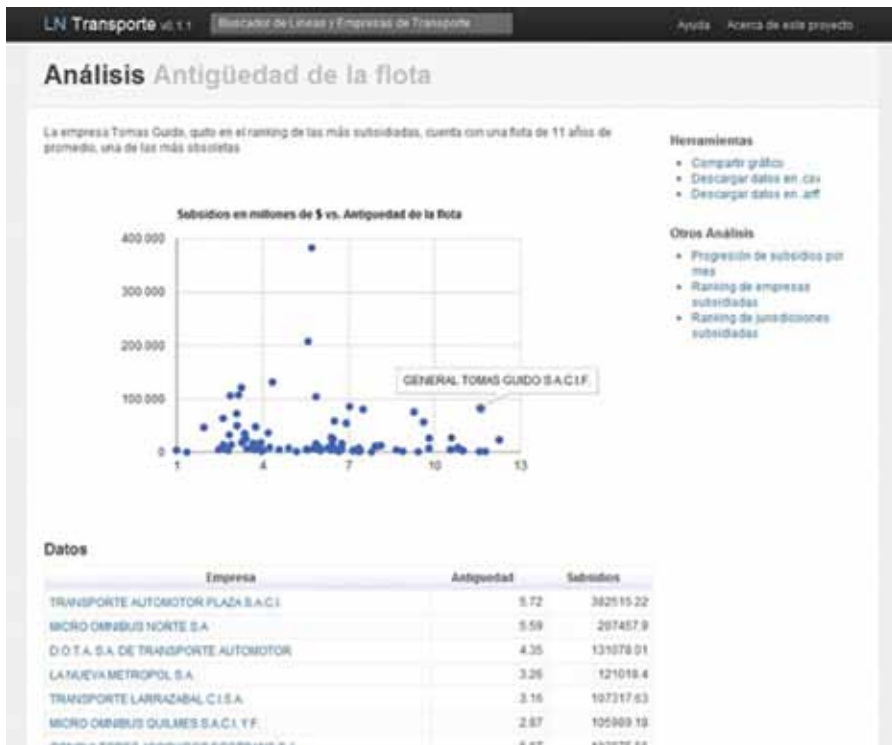 LN Transporte v0.1.1
Buscador de Lineas y Empresas de Transporte
Ayuda Acerca de este proyecto
Análisis Antigüedad de la flota
La empresa Tomas Guido, quito en el ranking de las más subsidiadas, cuenta con una flota de 11 años de
promedio, una de las más obsoletas
Herramientas
Compartir gráfico
Descargar datos en .csv
Descargar datos en .arff
Otros Análisis
Progresión de subsidios por
mes
Ranking de empresas
subsidiadas
Ranking de jurisdicciones
subsidiadas
Subsidios en millones de $ vs. Antiguedad de la flota
400.000
300.000
200.000
100.000
0
1 4 7 10 13
GENERAL TOMAS GUIDO S.A.C.I.F.
Datos
Empresa Antiguedad Subsidios
TRANSPORTE AUTOMOTOR PLAZA S.A.C.I. 5.72 382515.22
MICRO OMNIBUS NORTE S.A. 5.59 207457.9
D.O.T.A. S.A. DE TRANSPORTE AUTOMOTOR 4.35 131078.01
LA NUEVA METROPOL S.A. 3.26 121018.4
TRANSPORTE LARRAZABAL C.I.S.A. 3.16 107317.63
MICRO OMNIBUS QUILMES S.A.C.I. Y F. 2.87 105989.18